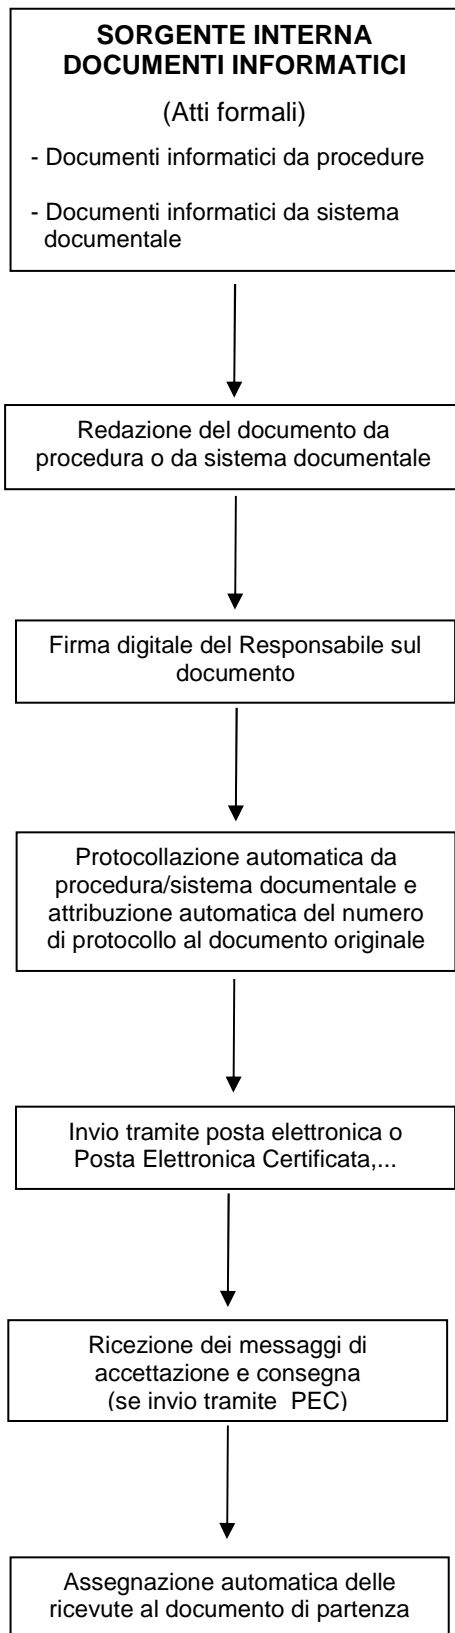 SORGENTE INTERNA
DOCUMENTI INFORMATICI
(Atti formali)
- Documenti informatici da procedure
- Documenti informatici da sistema
documentale
Redazione del documento da
procedura o da sistema documentale
Firma digitale del Responsabile sul
documento
Protocollazione automatica da
procedura/sistema documentale e
attribuzione automatica del numero
di protocollo al documento originale
Invio tramite posta elettronica o
Posta Elettronica Certificata,...
Ricezione dei messaggi di
accettazione e consegna
(se invio tramite PEC)
Assegnazione automatica delle
ricevute al documento di partenza